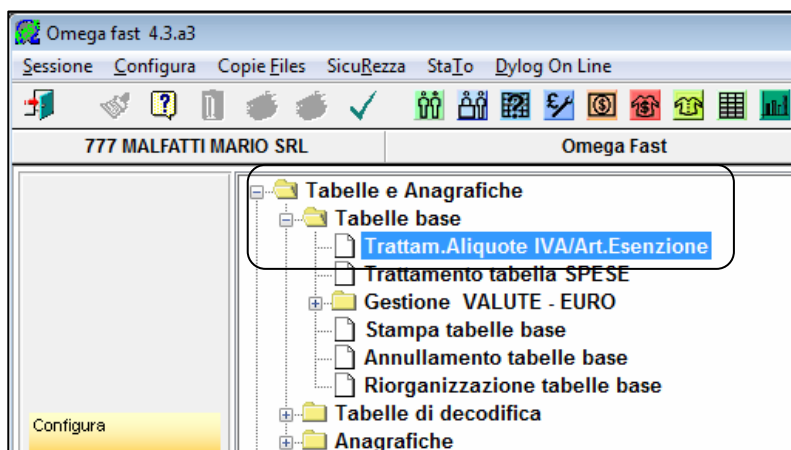 Omega fast 4.3.a3
Sessione Configura Copie Files SicuRezza StaTo Dylog On Line
777 MALFATTI MARIO SRL Omega Fast
Tabelle e Anagrafiche
Tabelle base
Trattam.Aliquote IVA/Art.Esenzione
Trattamento tabella SPESE
Gestione VALUTE - EURO
Stampa tabelle base
Annullamento tabelle base
Riorganizzazione tabelle base
Tabelle di decodifica
Anagrafiche
Configura